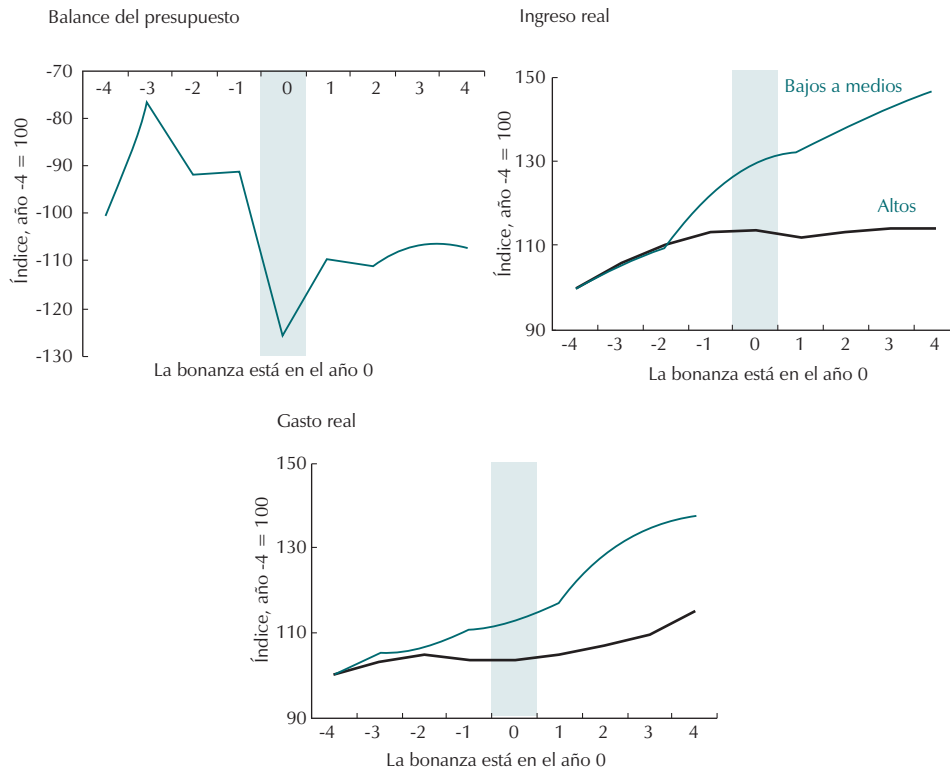 Balance del presupuesto
Índice, año -4 = 100
-70
-80
-90
-100
-110
-120
-130
-4 -3 -2 -1 0 1 2 3 4
La bonanza está en el año 0
Ingreso real
Índice, año -4 = 100
150
130
110
90
Bajos a medios
Altos
-4 -3 -2 -1 0 1 2 3 4
La bonanza está en el año 0
Gasto real
Índice, año -4 = 100
150
130
110
90
-4 -3 -2 -1 0 1 2 3 4
La bonanza está en el año 0